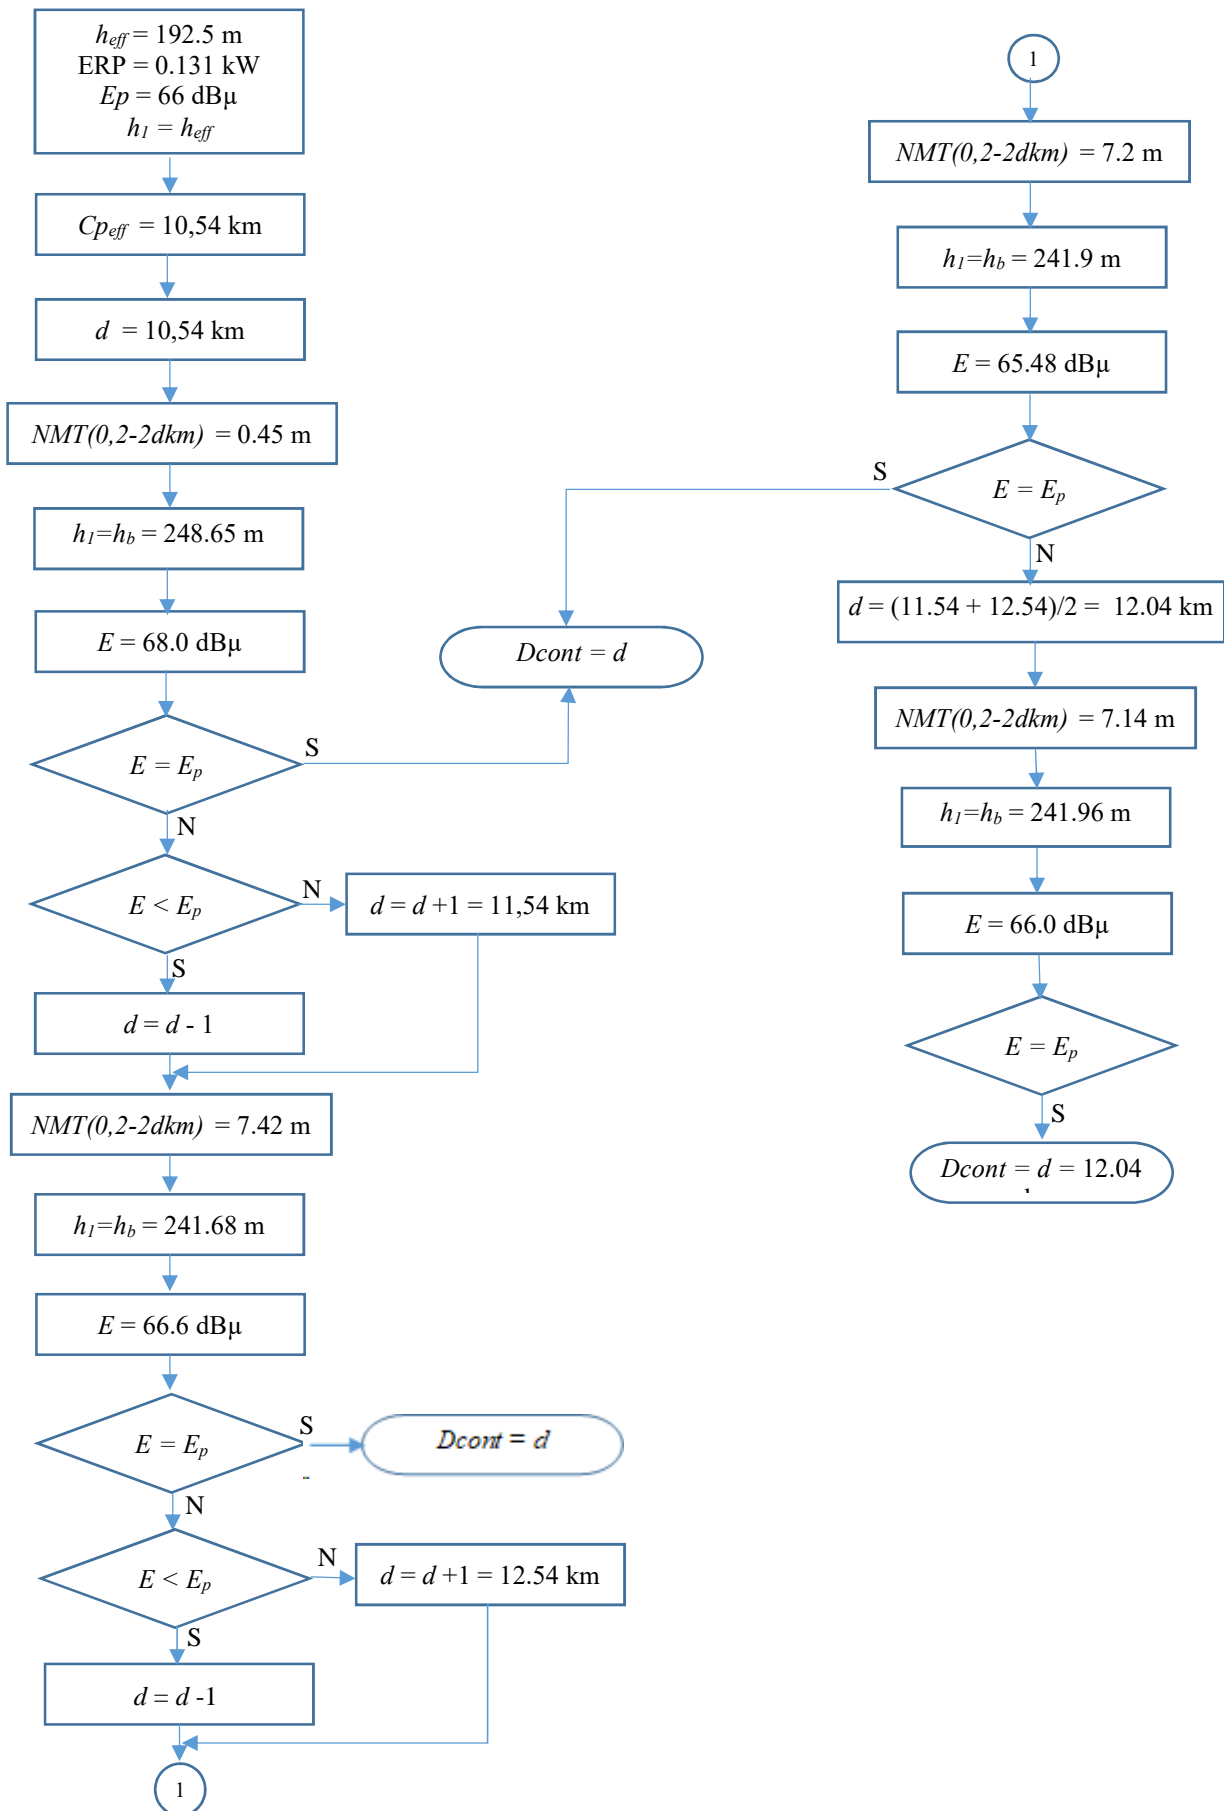 heff = 192.5 m
ERP = 0.131 kW
Ep = 66 dBµ
h1 = heff
Cpeff = 10,54 km
d = 10,54 km
NMT(0,2-2dkm) = 0.45 m
h1=hb = 248.65 m
E = 68.0 dBµ
E = Ep
S
N
E < Ep
N
d = d +1 = 11,54 km
S
d = d - 1
NMT(0,2-2dkm) = 7.42 m
h1=hb = 241.68 m
E = 66.6 dBµ
E = Ep
S
Dcont = d
N
E < Ep
N
d = d +1 = 12.54 km
S
d = d -1
1
Dcont = d
1
NMT(0,2-2dkm) = 7.2 m
h1=hb = 241.9 m
E = 65.48 dBµ
S
E = Ep
N
d = (11.54 + 12.54)/2 = 12.04 km
NMT(0,2-2dkm) = 7.14 m
h1=hb = 241.96 m
E = 66.0 dBµ
E = Ep
S
Dcont = d = 12.04